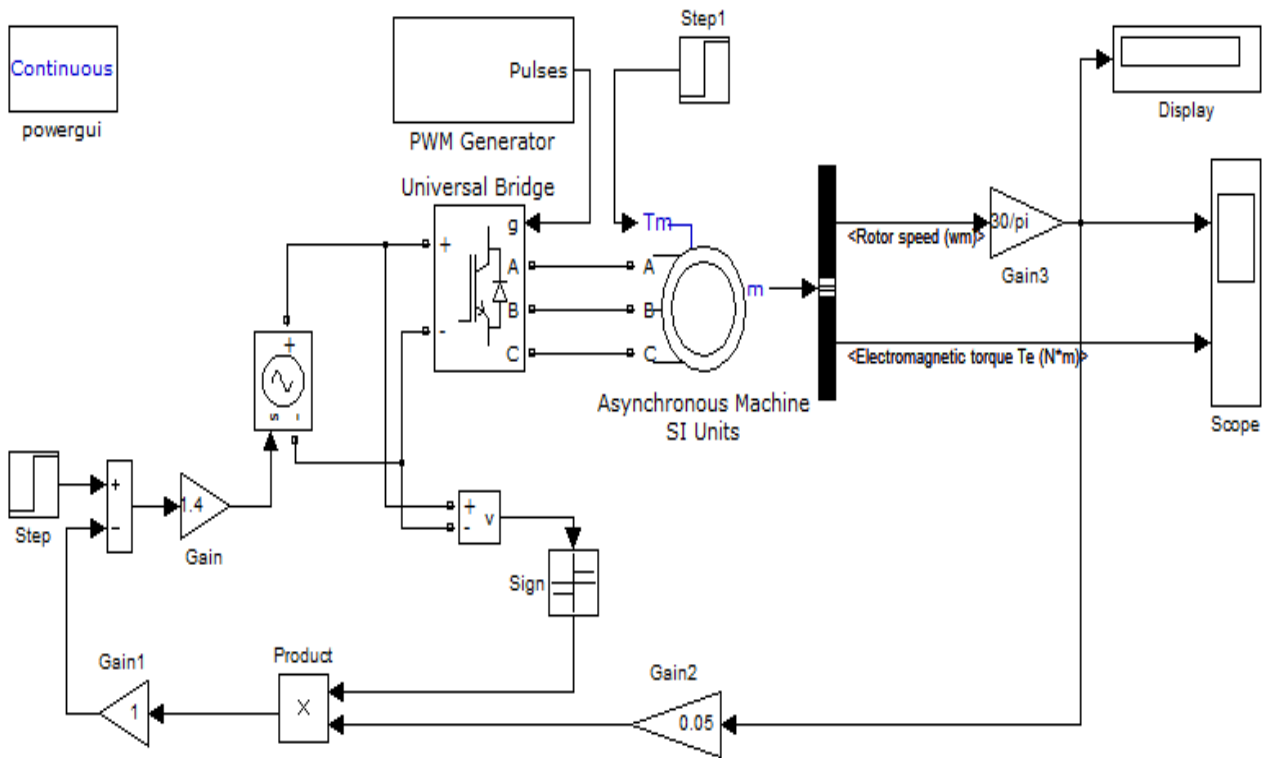 Step1
Continuous
powergui
Pulses
PWM Generator
Display
Universal Bridge
g
+
-
A
B
C
Tm
A
B
C
m
Asynchronous Machine
SI Units
<Rotor speed (wm)>
30/pi
Gain3
<Electromagnetic torque Te (N*m)>
Scope
+
s
−
+
−
Step
1.4
Gain
+
-
v
Sign
Gain1
1
Product
X
Gain2
0.05